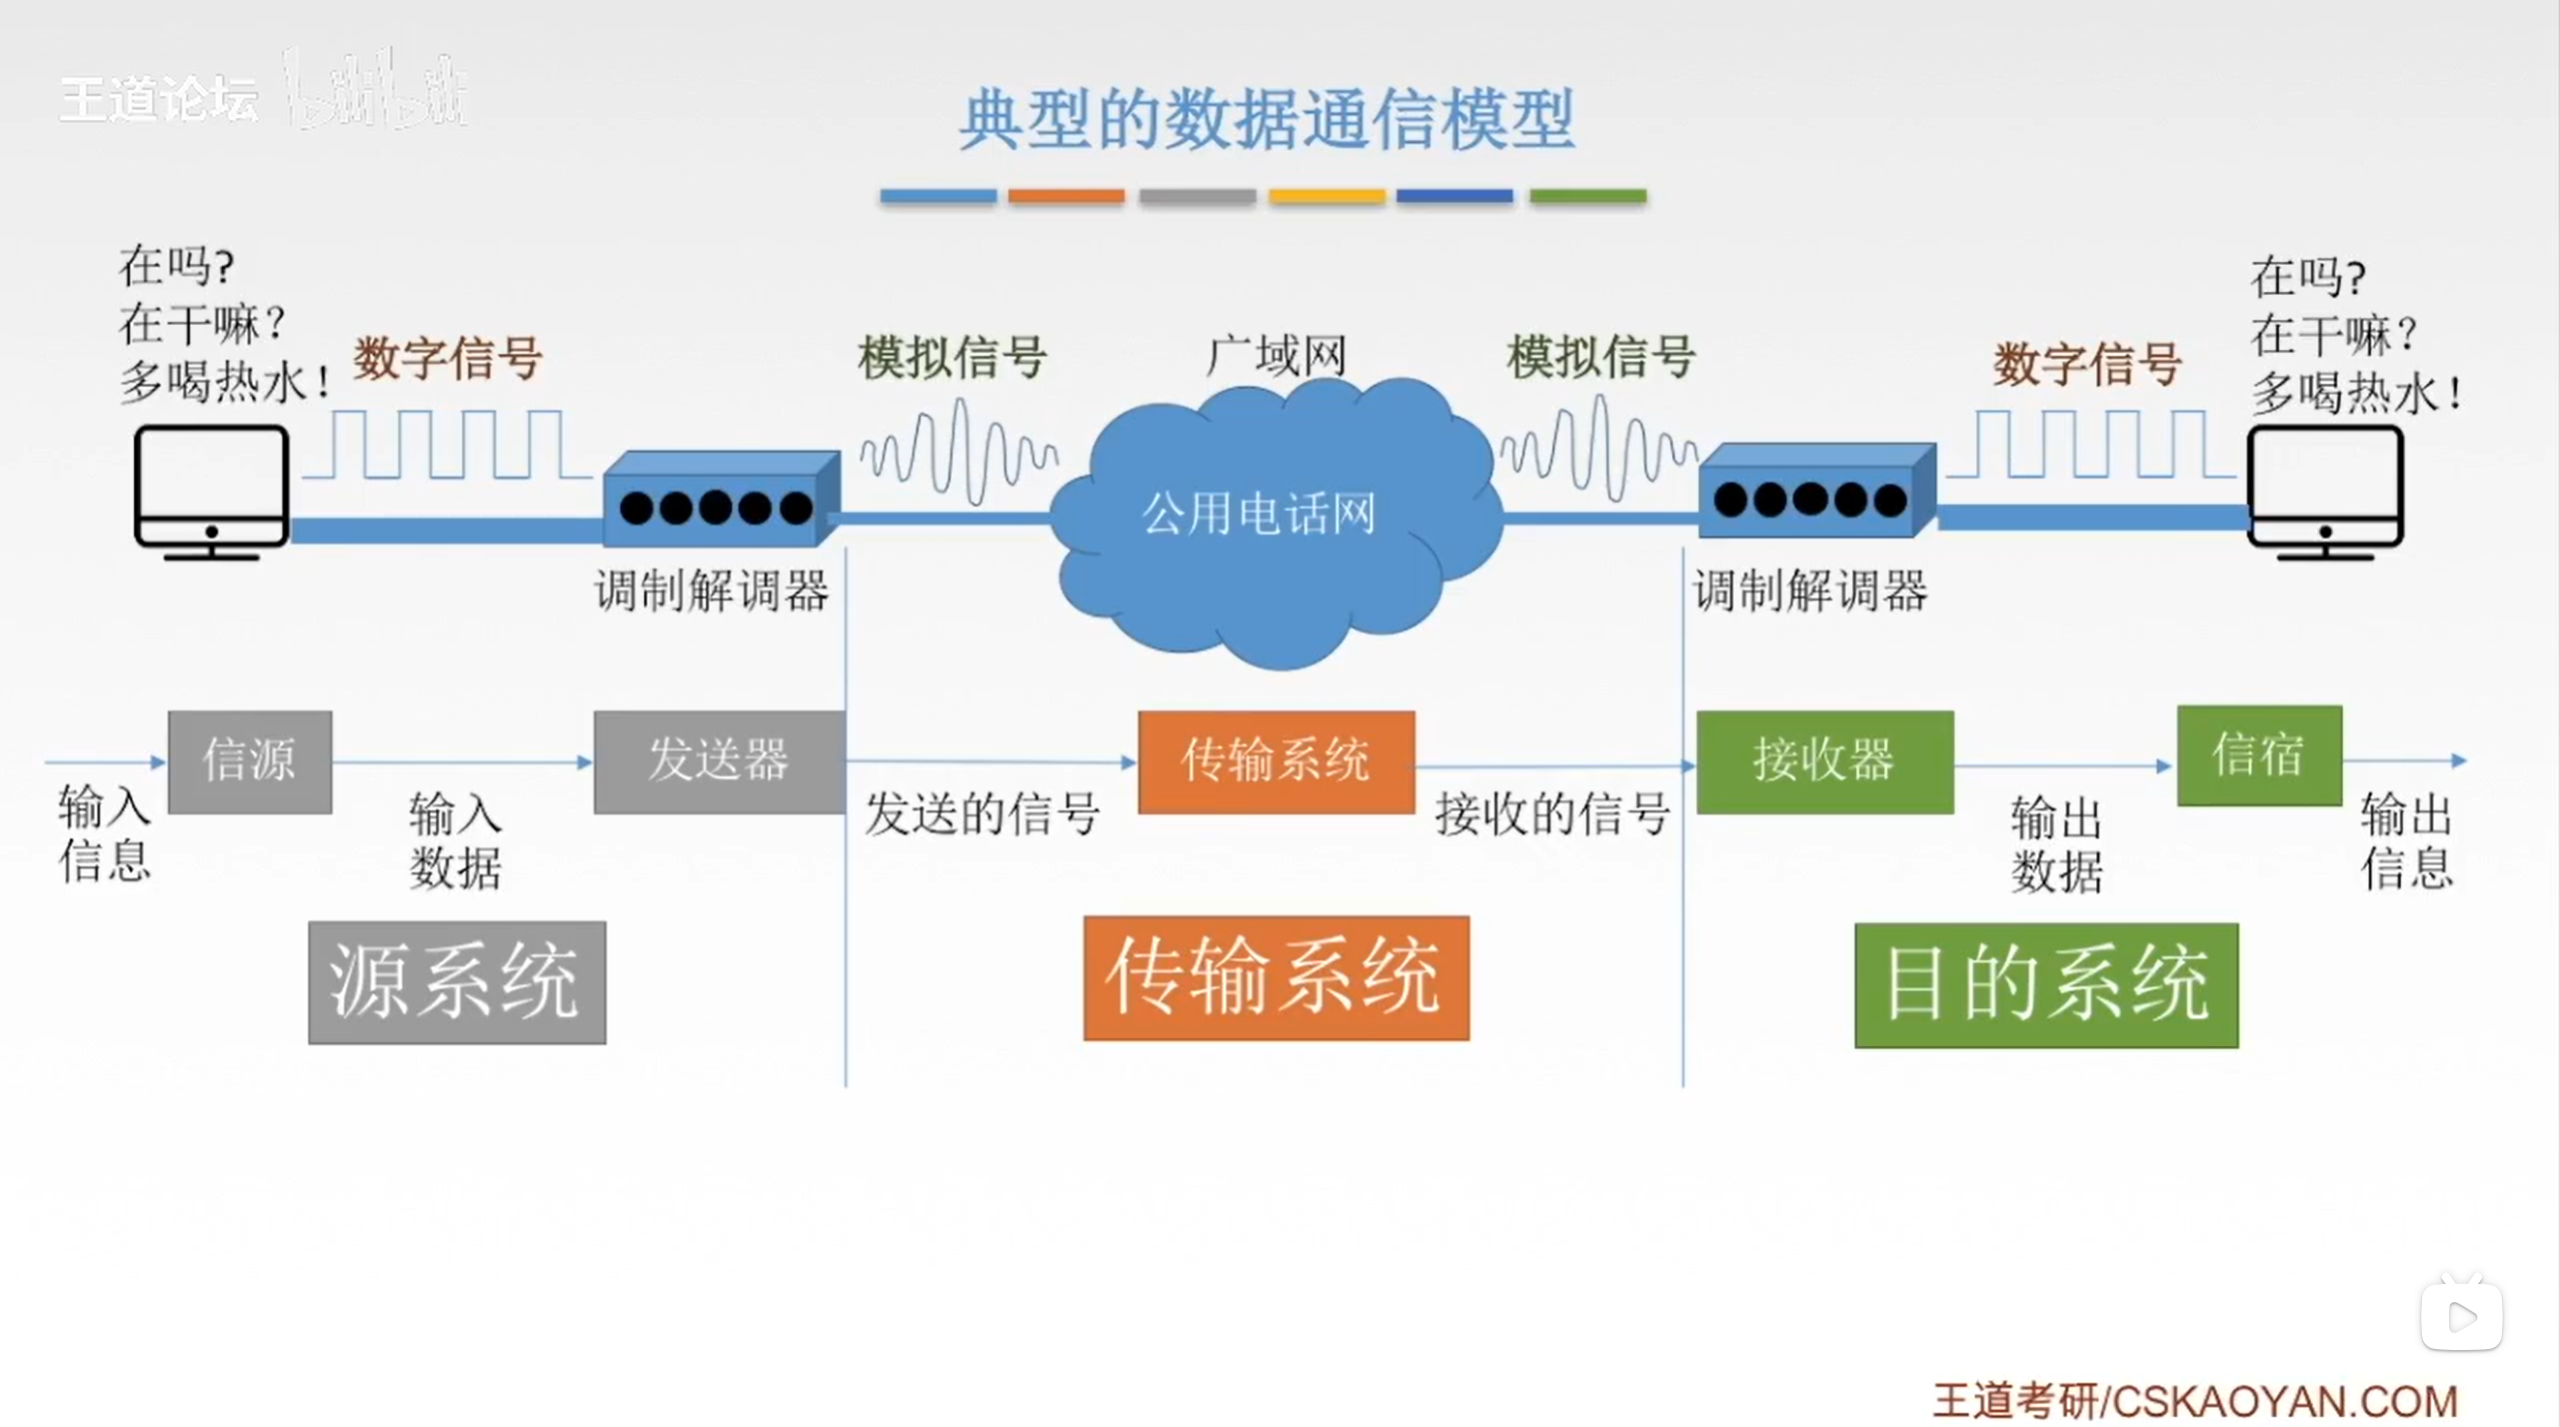 王道论坛 bilibili
典型的数据通信模型
在吗?
在干嘛?
多喝热水!
数字信号
模拟信号
广域网
模拟信号
数字信号
在吗?
在干嘛?
多喝热水!
公用电话网
调制解调器
调制解调器
信源
发送器
传输系统
接收器
信宿
输入
信息
输入
数据
发送的信号
接收的信号
输出
数据
输出
信息
源系统
传输系统
目的系统
王道考研/CSKAOYAN.COM